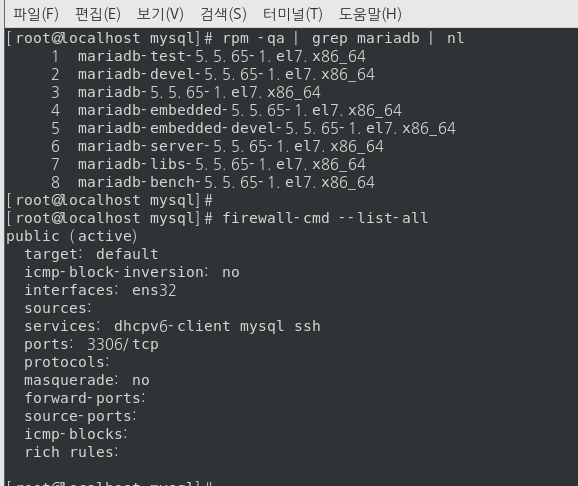 파일(F) 편집(E) 보기(V) 검색(S) 터미널(T) 도움말(H)
[root@localhost mysql]# rpm -qa | grep mariadb | nl
1 mariadb-test-5.5.65-1.el7.x86_64
2 mariadb-devel-5.5.65-1.el7.x86_64
3 mariadb-5.5.65-1.el7.x86_64
4 mariadb-embedded-5.5.65-1.el7.x86_64
5 mariadb-embedded-devel-5.5.65-1.el7.x86_64
6 mariadb-server-5.5.65-1.el7.x86_64
7 mariadb-libs-5.5.65-1.el7.x86_64
8 mariadb-bench-5.5.65-1.el7.x86_64
[root@localhost mysql]#
[root@localhost mysql]# firewall-cmd --list-all
public (active)
target: default
icmp-block-inversion: no
interfaces: ens32
sources:
services: dhcpv6-client mysql ssh
ports: 3306/tcp
protocols:
masquerade: no
forward-ports:
source-ports:
icmp-blocks:
rich rules:
[root@localhost mysql]#